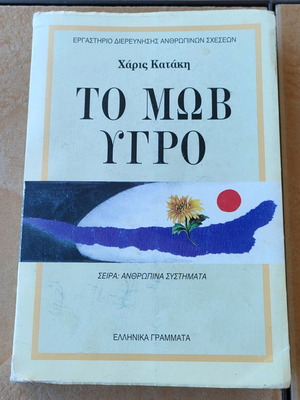 ΕΡΓΑΣΤΗΡΙΟ ΔΙΕΡΕΥΝΗΣΗΣ ΑΝΘΡΩΠΙΝΩΝ ΣΧΕΣΕΩΝ
Χάρις Κατάκη
ΤΟ ΜΩΒ
ΥΓΡΟ
ΣΕΙΡΑ: ΑΝΘΡΩΠΙΝΑ ΣΥΣΤΗΜΑΤΑ
ΕΛΛΗΝΙΚΑ ΓΡΑΜΜΑΤΑ